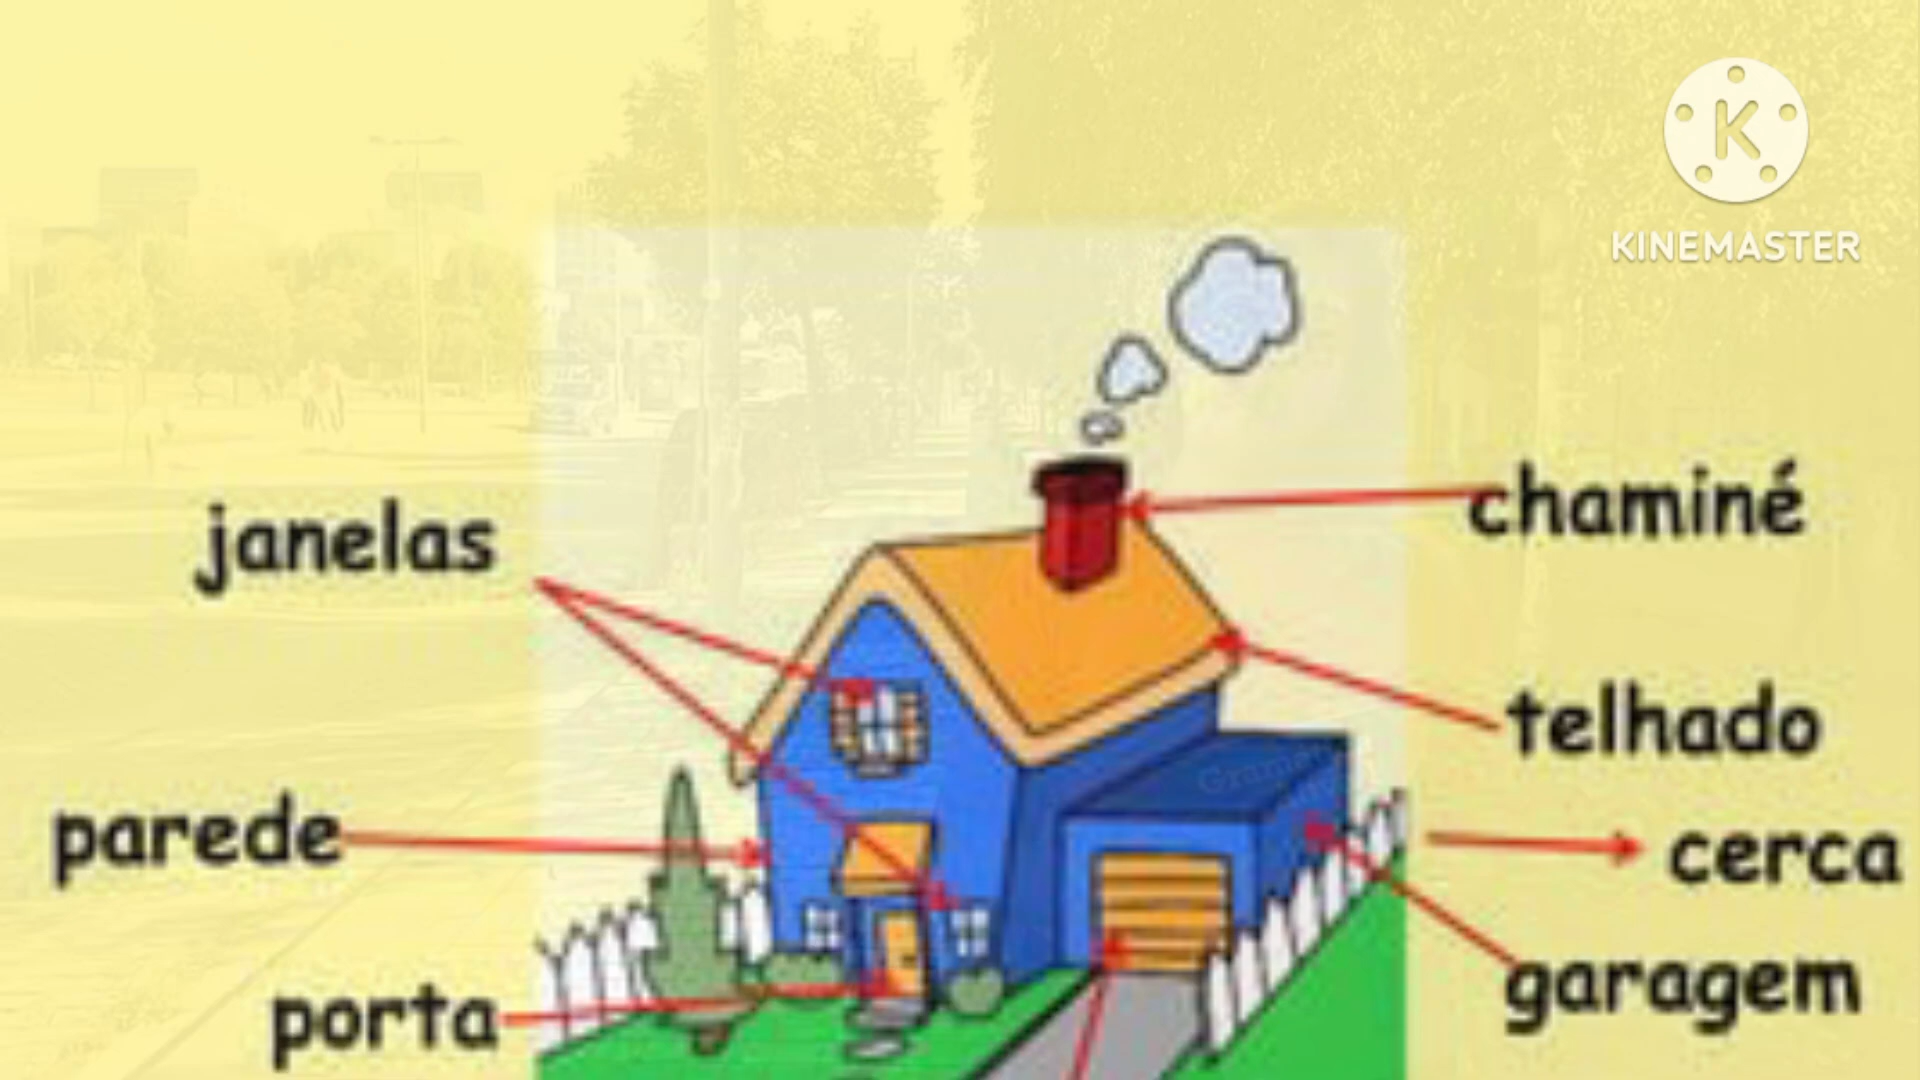 KINEMASTER
chaminé
janelas
telhado
parede
cerca
garagem
porta